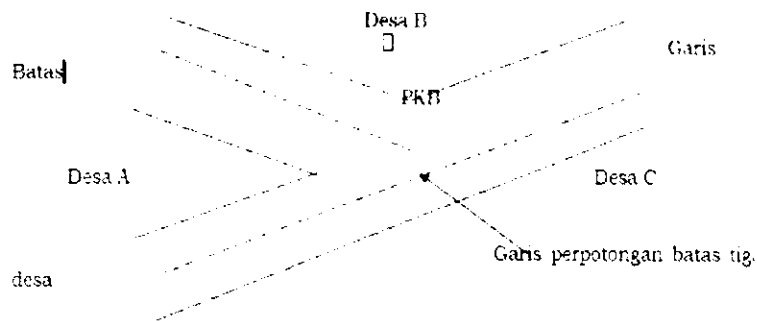 Desa B
Garis
Batas
PKB
Desa A
Desa C
Garis perpotongan batas tig
desa